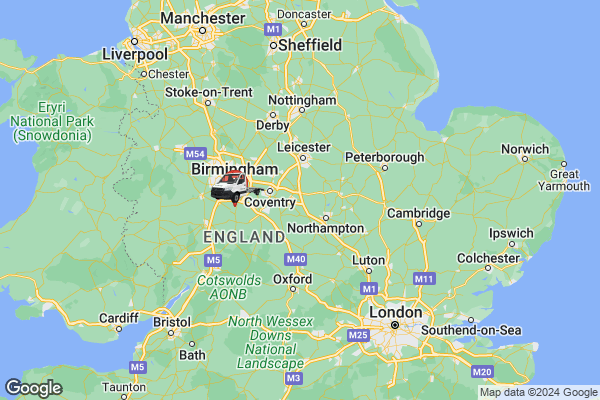 Doncaster
Manchester
M1
Liverpool
Sheffield
Chester
Stoke-on-Trent
Eryri
National Park
(Snowdonia)
Nottingham
Derby
M54
Leicester
Peterborough
Norwich
Birmingham
Great
Yarmouth
Coventry
Cambridge
Northampton
ENGLAND
Ipswich
M5
M40
Luton
Colchester
M11
Cotswolds
AONB
Oxford
M1
London
Cardiff
Bristol
North Wessex
Downs
National
Landscape
M25
Southend-on-Sea
Bath
M5
M20
M3
Taunton
Google
Map data ©2024 Google